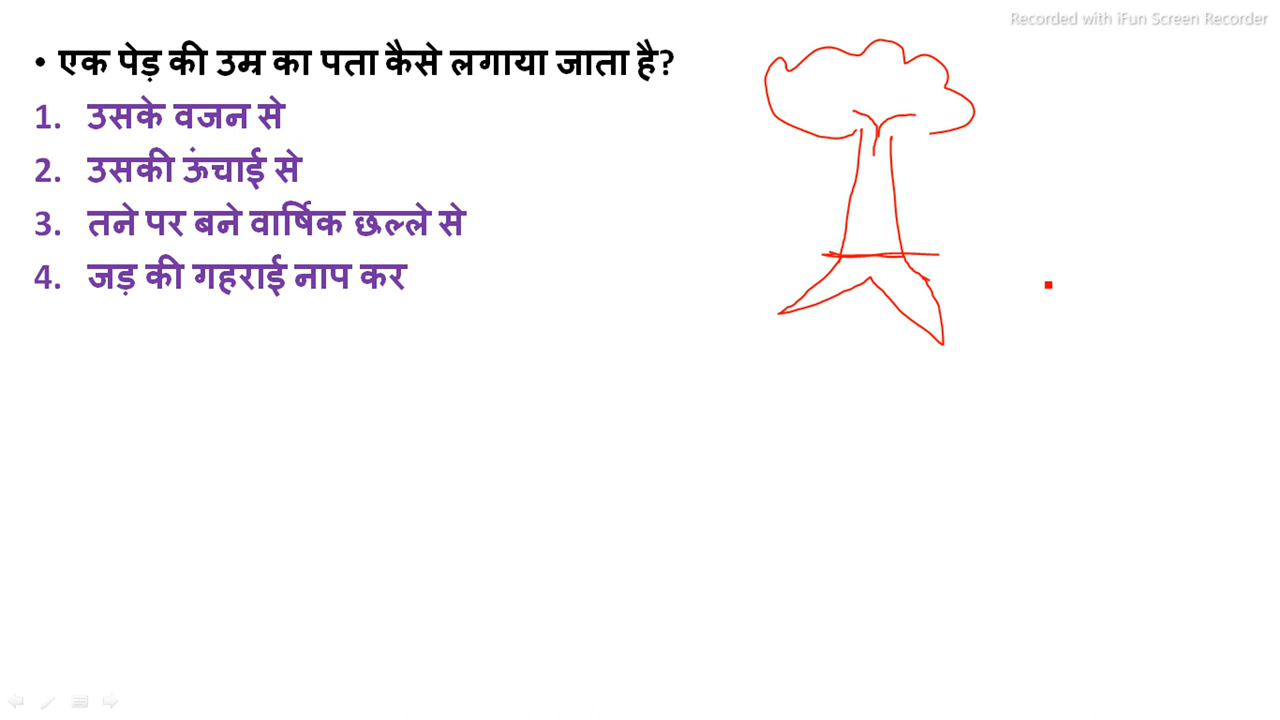 Recorded with iFun Screen Recorder
• एक पेड़ की उम्र का पता कैसे लगाया जाता है?
1. उसके वजन से
2. उसकी ऊंचाई से
3. तने पर बने वार्षिक छल्ले से
4. जड़ की गहराई नाप कर